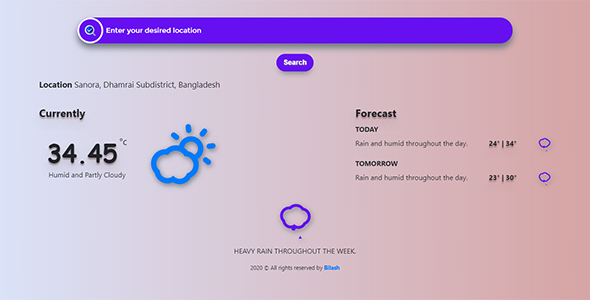 Enter your desired location
Search
Location Sanora, Dhamrai Subdistrict, Bangladesh
Currently
34.45°c
Humid and Partly Cloudy
Forecast
TODAY
Rain and humid throughout the day. 24° | 34°
TOMORROW
Rain and humid throughout the day. 23° | 30°
HEAVY RAIN THROUGHOUT THE WEEK.
2020 © All rights reserved by Bilash